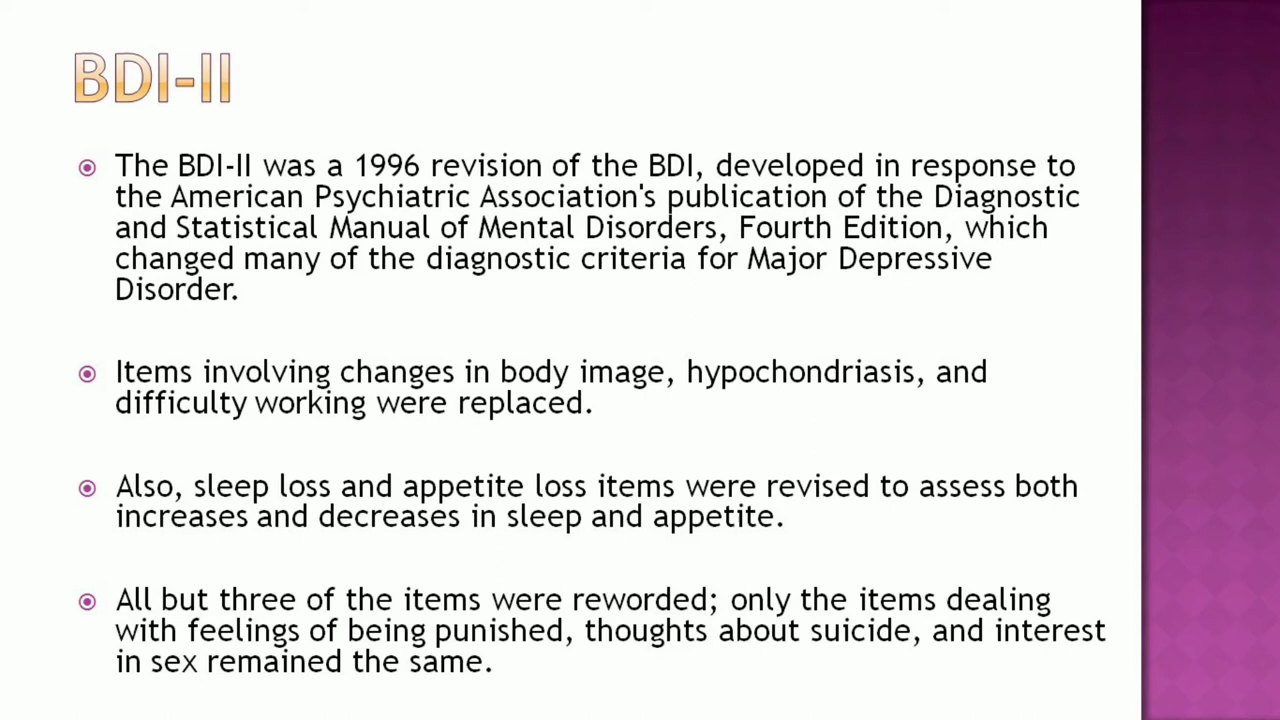 BDI-II
The BDI-II was a 1996 revision of the BDI, developed in response to
the American Psychiatric Association's publication of the Diagnostic
and Statistical Manual of Mental Disorders, Fourth Edition, which
changed many of the diagnostic criteria for Major Depressive
Disorder.
Items involving changes in body image, hypochondriasis, and
difficulty working were replaced.
Also, sleep loss and appetite loss items were revised to assess both
increases and decreases in sleep and appetite.
All but three of the items were reworded; only the items dealing
with feelings of being punished, thoughts about suicide, and interest
in sex remained the same.